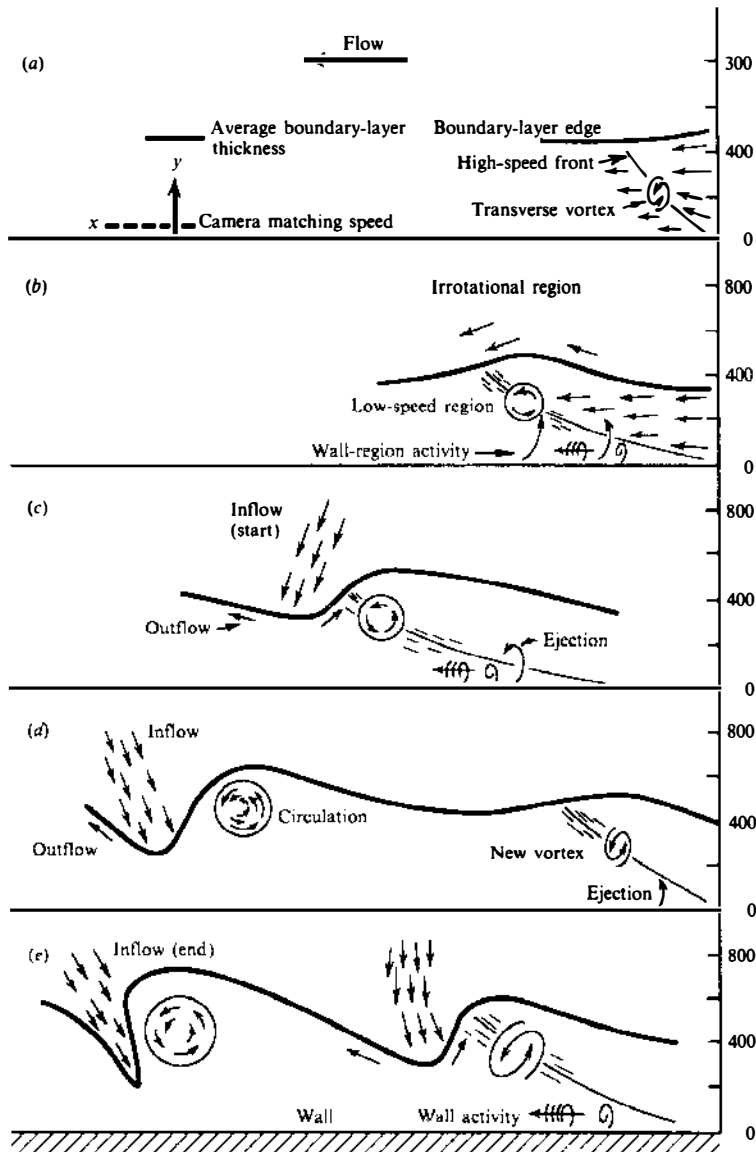 (a)
Flow
300
Average boundary-layer
thickness
Boundary-layer edge
400
High-speed front
y
Transverse vortex
x
Camera matching speed
0
(b)
Irrotational region
800
400
Low-speed region
Wall-region activity
0
(c)
Inflow
(start)
800
400
Outflow
Ejection
0
(d)
Inflow
800
400
Circulation
Outflow
New vortex
Ejection
0
(e)
Inflow (end)
800
400
Wall
Wall activity
0